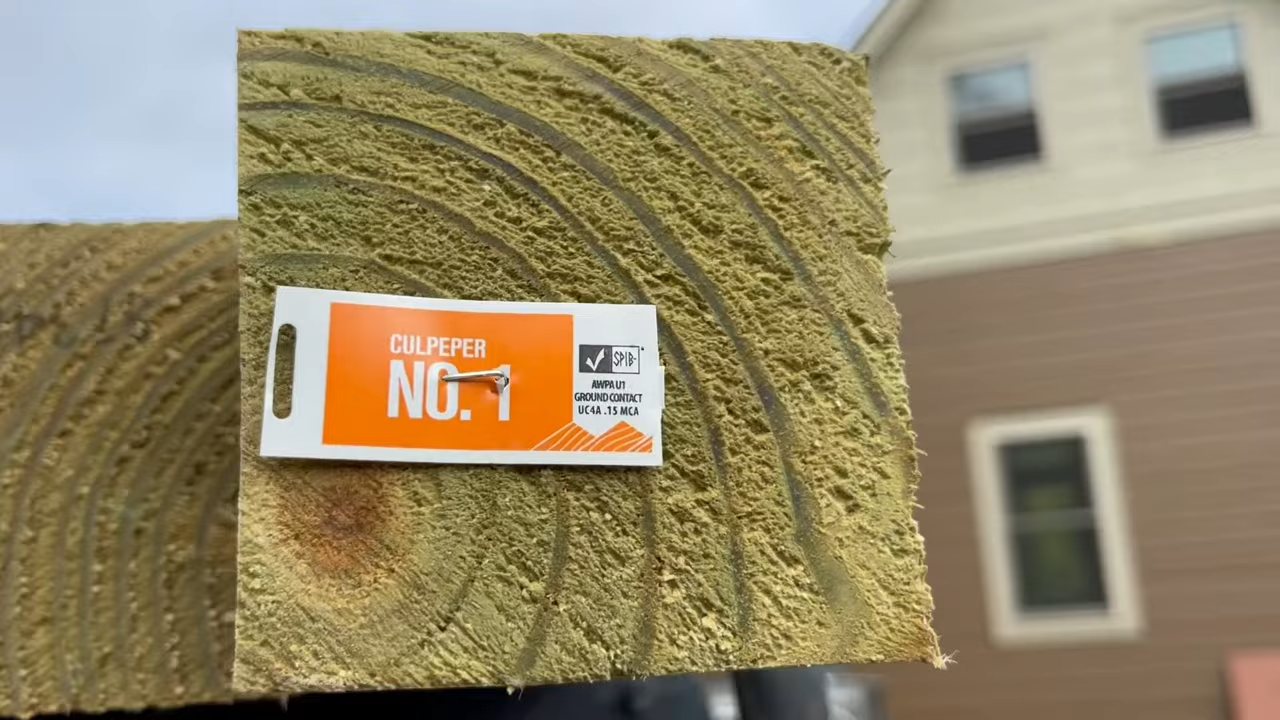 CULPEPER
NO. 1
SPIB
AWPA U1
GROUND CONTACT
UC4A .15 MCA